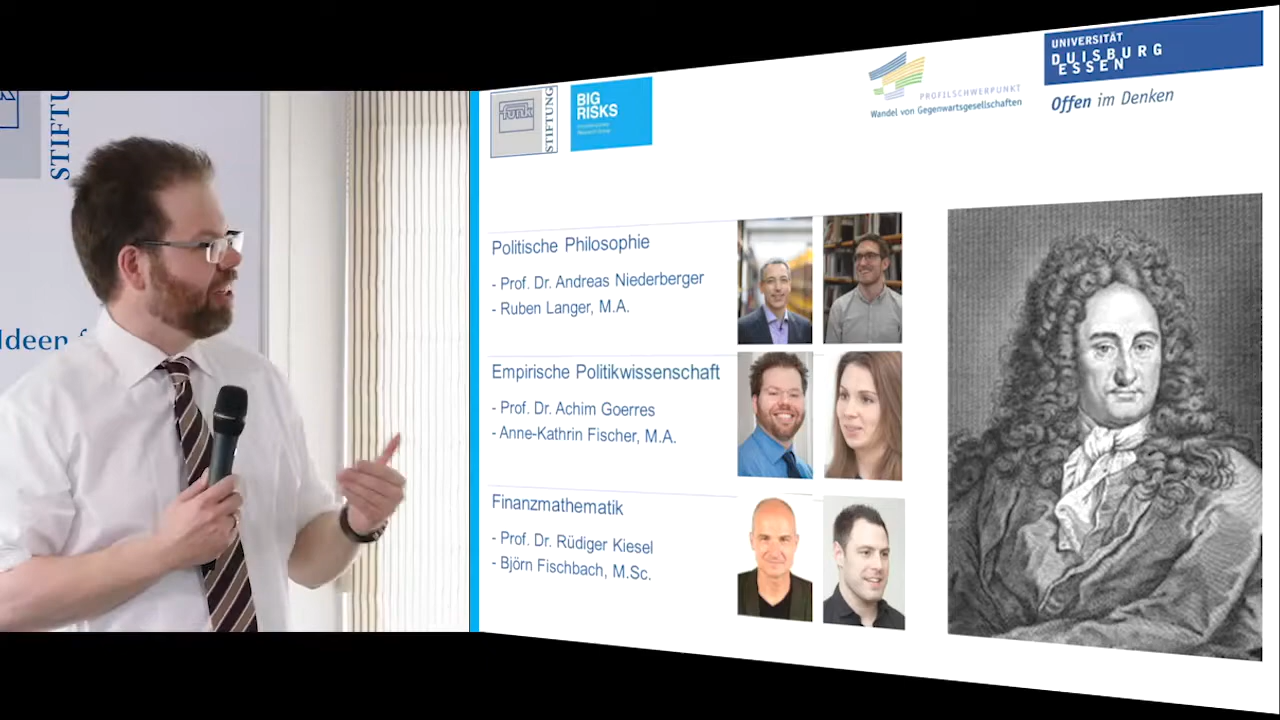 STIFTU
Ideen f
funk
STIFTUNG
BIG
RISKS
PROFILSCHWERPUNKT
Wandel von Gegenwartsgesellschaften
UNIVERSITÄT
DUISBURG
ESSEN
Offen im Denken
Politische Philosophie
- Prof. Dr. Andreas Niederberger
- Ruben Langer, M.A.
Empirische Politikwissenschaft
- Prof. Dr. Achim Goerres
- Anne-Kathrin Fischer, M.A.
Finanzmathematik
- Prof. Dr. Rüdiger Kiesel
- Björn Fischbach, M.Sc.